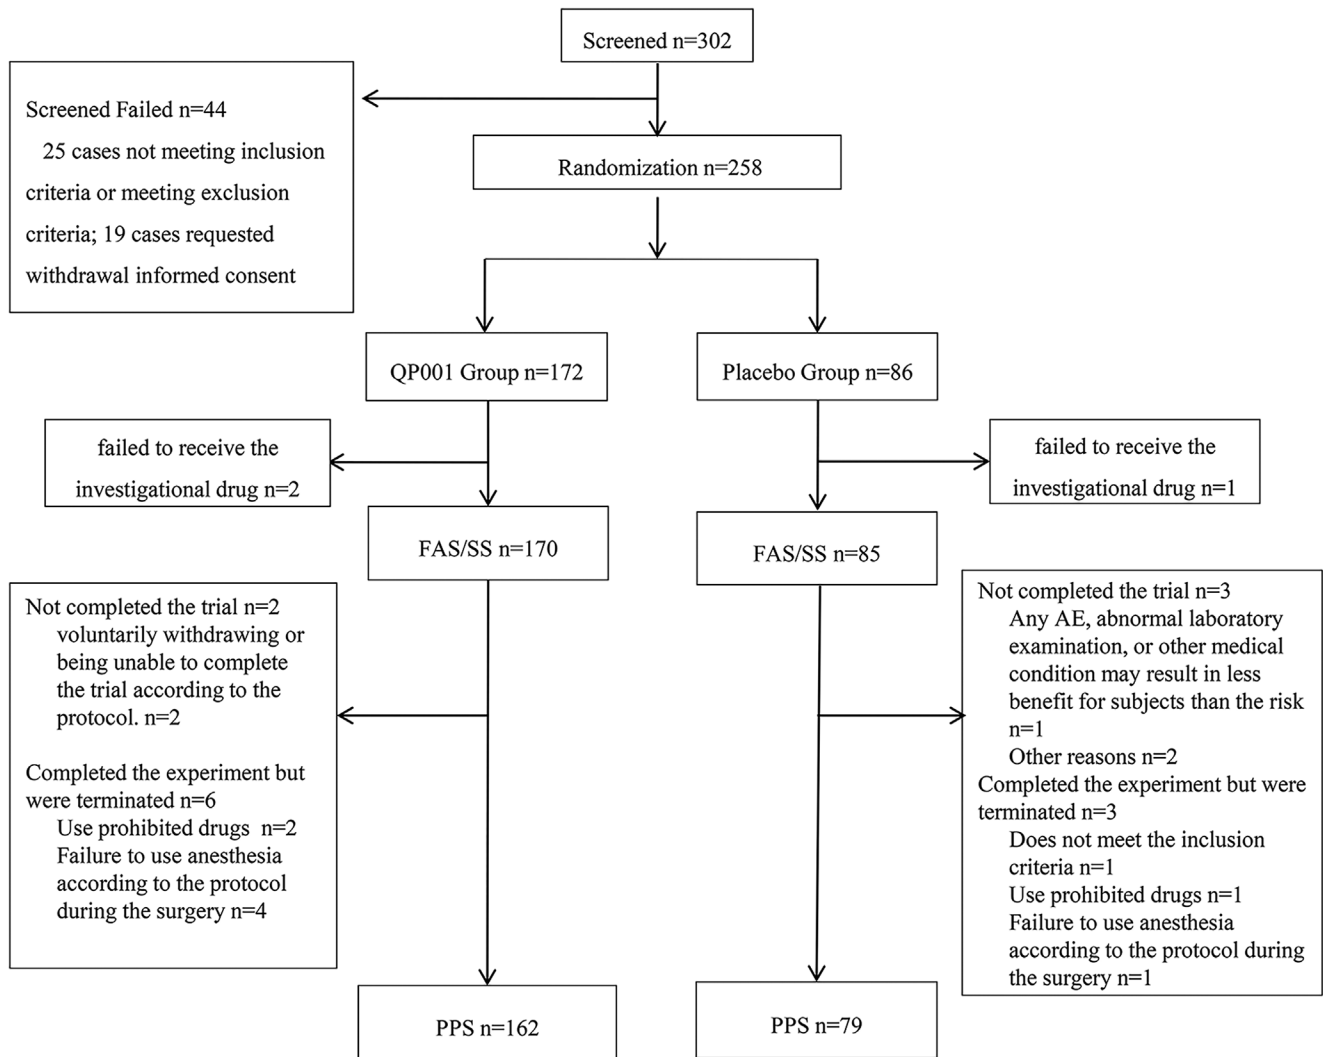 Screened n=302
Screened Failed n=44
25 cases not meeting inclusion
criteria or meeting exclusion
criteria; 19 cases requested
withdrawal informed consent
Randomization n=258
QP001 Group n=172
Placebo Group n=86
failed to receive the
investigational drug n=2
failed to receive the
investigational drug n=1
FAS/SS n=170
FAS/SS n=85
Not completed the trial n=2
voluntarily withdrawing or
being unable to complete
the trial according to the
protocol. n=2
Completed the experiment but
were terminated n=6
Use prohibited drugs n=2
Failure to use anesthesia
according to the protocol
during the surgery n=4
Not completed the trial n=3
Any AE, abnormal laboratory
examination, or other medical
condition may result in less
benefit for subjects than the risk
n=1
Other reasons n=2
Completed the experiment but were
terminated n=3
Does not meet the inclusion
criteria n=1
Use prohibited drugs n=1
Failure to use anesthesia
according to the protocol during
the surgery n=1
PPS n=162
PPS n=79